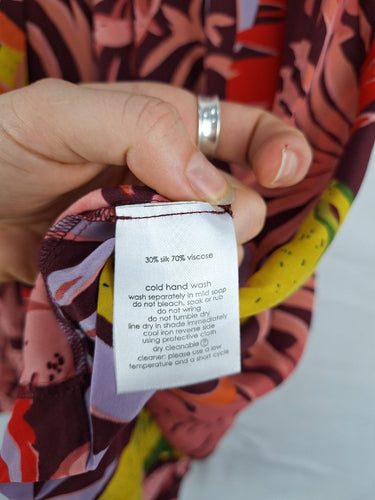 30% silk 70% viscose
cold hand wash
wash separately in mild soap
do not bleach, soak or rub
do not wring
do not tumble dry
line dry in shade immediately
cool iron reverse side
using protective cloth
dry cleanable Ⓟ
cleaner: please use a low
temperature and a short cycle